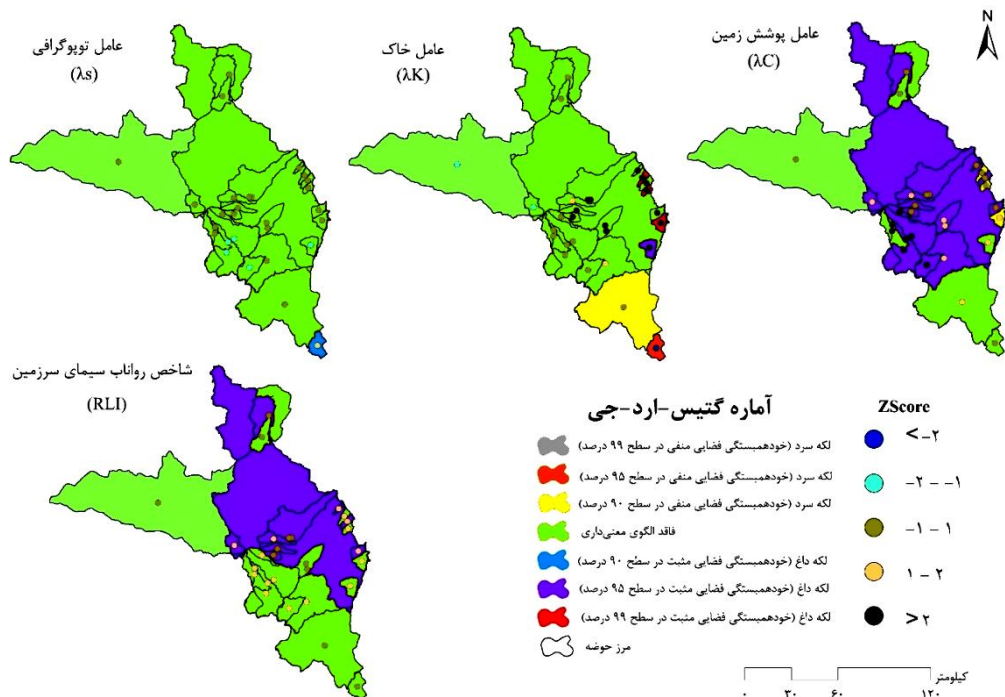 عامل توپوگرافی
(λs)
عامل خاک
(λK)
عامل پوشش زمین
(λC)
N
شاخص رواناب سیمای سرزمین
(RLI)
آماره گتیس-ارد-جی
لکه سرد (خودهمبستگی فضایی منفی در سطح ۹۹ درصد)
لکه سرد (خودهمبستگی فضایی منفی در سطح ۹۵ درصد)
لکه سرد (خودهمبستگی فضایی منفی در سطح ۹۰ درصد)
فاقد الگوی معنی‌داری
لکه داغ (خودهمبستگی فضایی مثبت در سطح ۹۰ درصد)
لکه داغ (خودهمبستگی فضایی مثبت در سطح ۹۵ درصد)
لکه داغ (خودهمبستگی فضایی مثبت در سطح ۹۹ درصد)
مرز حوضه
ZScore
< -۲
-۲ - -۱
-۱ - ۱
۱ - ۲
> ۲
کیلومتر
۰ ۳۰ ۶۰ ۱۲۰